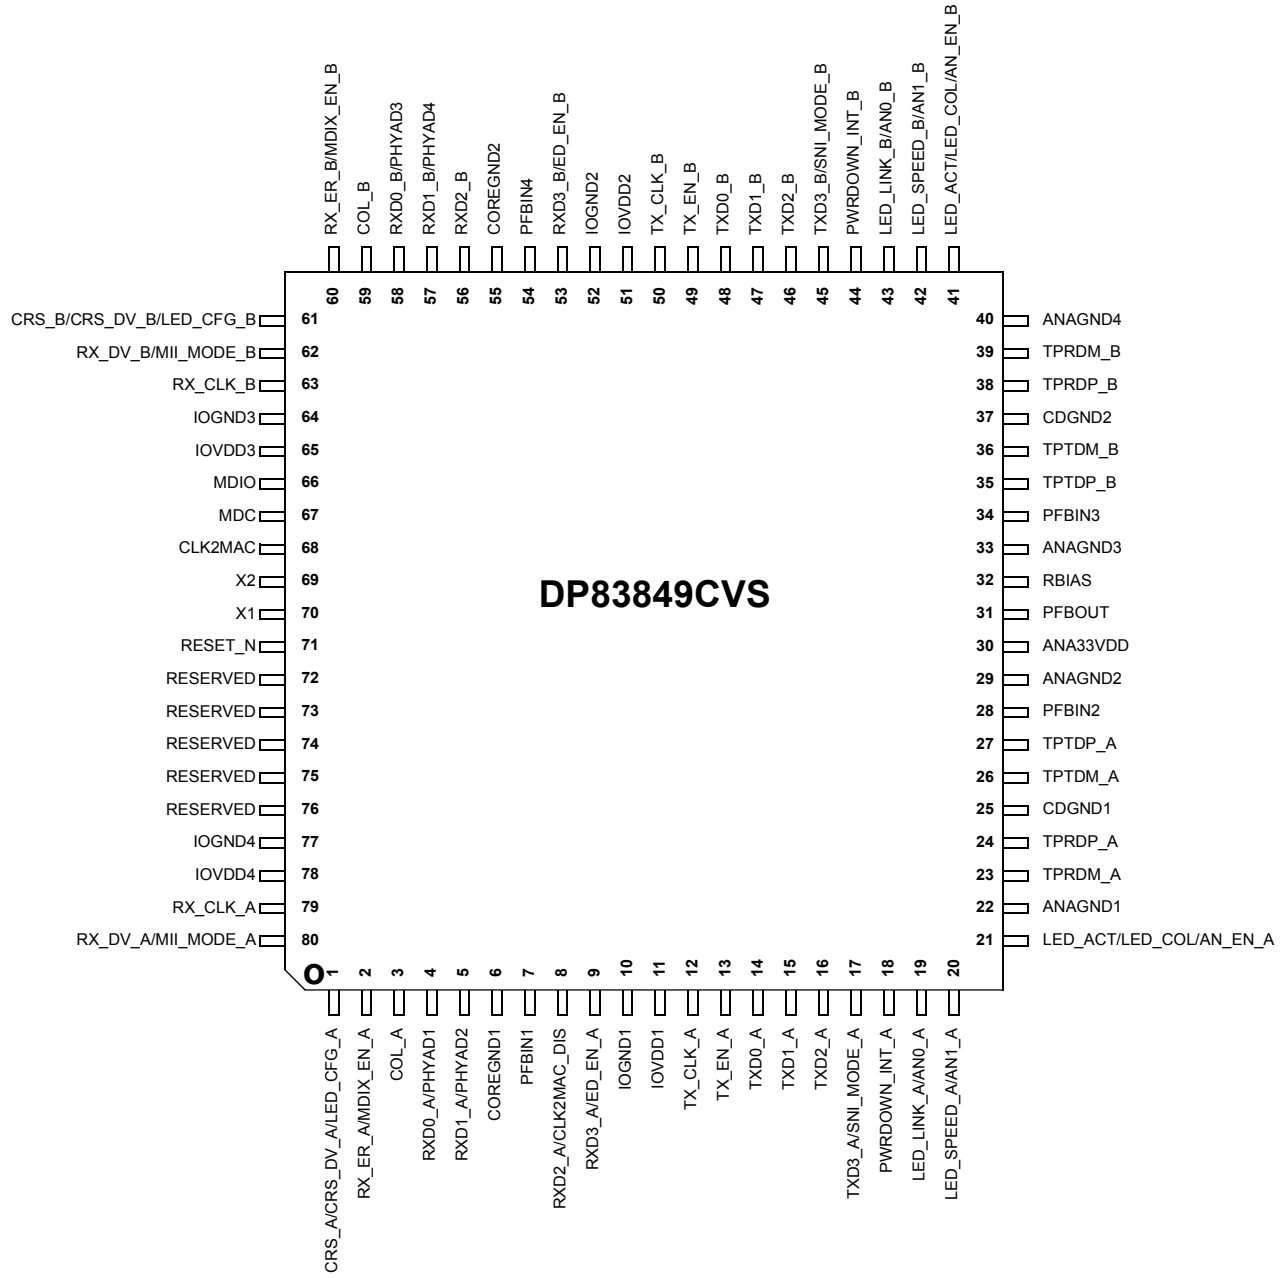 RX_ER_B/MDIX_EN_B
COL_B
RXD0_B/PHYAD3
RXD1_B/PHYAD4
RXD2_B
COREGND2
PFBIN4
RXD3_B/ED_EN_B
IOGND2
IOVDD2
TX_CLK_B
TX_EN_B
TXD0_B
TXD1_B
TXD2_B
TXD3_B/SNI_MODE_B
PWRDOWN_INT_B
LED_LINK_B/AN0_B
LED_SPEED_B/AN1_B
LED_ACT/LED_COL/AN_EN_B
60
59
58
57
56
55
54
53
52
51
50
49
48
47
46
45
44
43
42
41
CRS_B/CRS_DV_B/LED_CFG_B 61
RX_DV_B/MII_MODE_B 62
RX_CLK_B 63
IOGND3 64
IOVDD3 65
MDIO 66
MDC 67
CLK2MAC 68
X2 69
X1 70
RESET_N 71
RESERVED 72
RESERVED 73
RESERVED 74
RESERVED 75
RESERVED 76
IOGND4 77
IOVDD4 78
RX_CLK_A 79
RX_DV_A/MII_MODE_A 80
DP83849CVS
40 ANAGND4
39 TPRDM_B
38 TPRDP_B
37 CDGND2
36 TPTDM_B
35 TPTDP_B
34 PFBIN3
33 ANAGND3
32 RBIAS
31 PFBOUT
30 ANA33VDD
29 ANAGND2
28 PFBIN2
27 TPTDP_A
26 TPTDM_A
25 CDGND1
24 TPRDP_A
23 TPRDM_A
22 ANAGND1
21 LED_ACT/LED_COL/AN_EN_A
1
2
3
4
5
6
7
8
9
10
11
12
13
14
15
16
17
18
19
20
CRS_A/CRS_DV_A/LED_CFG_A
RX_ER_A/MDIX_EN_A
COL_A
RXD0_A/PHYAD1
RXD1_A/PHYAD2
COREGND1
PFBIN1
RXD2_A/CLK2MAC_DIS
RXD3_A/ED_EN_A
IOGND1
IOVDD1
TX_CLK_A
TX_EN_A
TXD0_A
TXD1_A
TXD2_A
TXD3_A/SNI_MODE_A
PWRDOWN_INT_A
LED_LINK_A/AN0_A
LED_SPEED_A/AN1_A